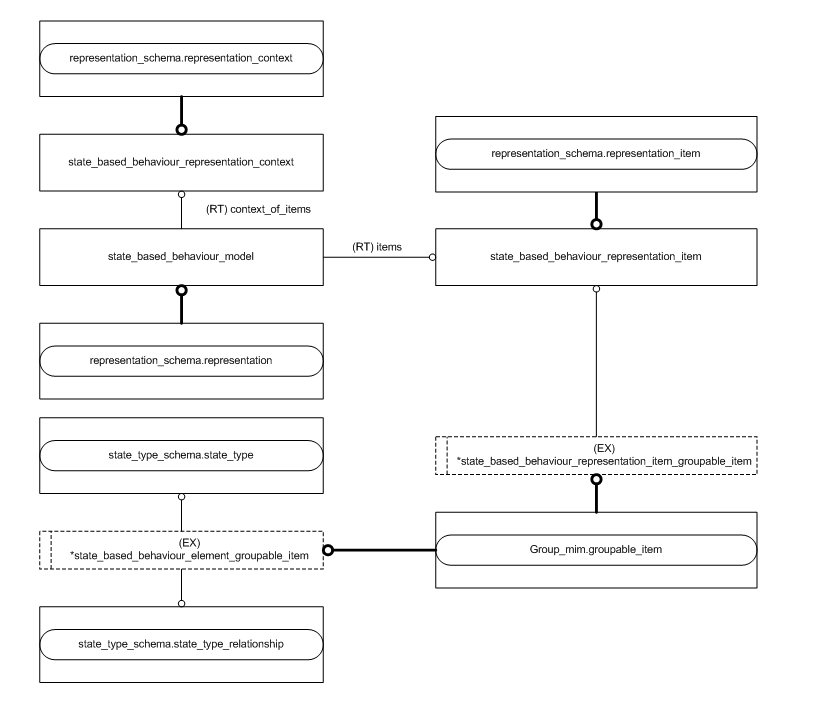 representation_schema.representation_context
state_based_behaviour_representation_context
(RT) context_of_items
state_based_behaviour_model
(RT) items
representation_schema.representation_item
state_based_behaviour_representation_item
representation_schema.representation
state_type_schema.state_type
(EX)
*state_based_behaviour_representation_item_groupable_item
(EX)
*state_based_behaviour_element_groupable_item
Group_mim.groupable_item
state_type_schema.state_type_relationship